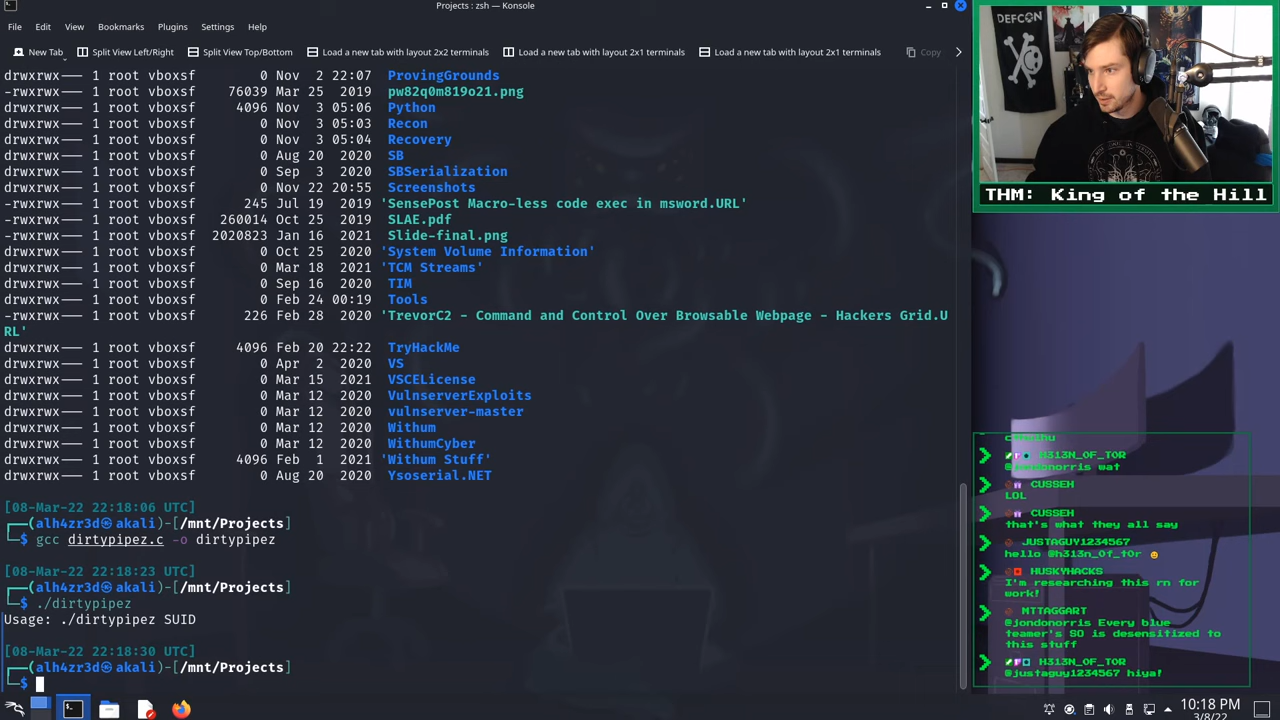 Projects : zsh — Konsole
File Edit View Bookmarks Plugins Settings Help
New Tab Split View Left/Right Split View Top/Bottom Load a new tab with layout 2x2 terminals Load a new tab with layout 2x1 terminals Load a new tab with layout 2x1 terminals Copy
drwxrwx--- 1 root vboxsf 0 Nov 2 22:07 ProvingGrounds
-rwxrwx--- 1 root vboxsf 76039 Mar 25 2019 pw82q0m819o21.png
drwxrwx--- 1 root vboxsf 4096 Nov 3 05:06 Python
drwxrwx--- 1 root vboxsf 0 Nov 3 05:03 Recon
drwxrwx--- 1 root vboxsf 0 Nov 3 05:04 Recovery
drwxrwx--- 1 root vboxsf 0 Aug 20 2020 SB
drwxrwx--- 1 root vboxsf 0 Sep 3 2020 SBSerialization
drwxrwx--- 1 root vboxsf 0 Nov 22 20:55 Screenshots
-rwxrwx--- 1 root vboxsf 245 Jul 2019 'SensePost Macro-less code exec in msword.URL'
-rwxrwx--- 1 root vboxsf 260014 Oct 25 2019 SLAE.pdf
-rwxrwx--- 1 root vboxsf 2020823 Jan 16 2021 Slide-final.png
drwxrwx--- 1 root vboxsf 0 Oct 25 2020 'System Volume Information'
drwxrwx--- 1 root vboxsf 0 Mar 18 2021 'TCM Streams'
drwxrwx--- 1 root vboxsf 0 Sep 16 2020 TIM
drwxrwx--- 1 root vboxsf 0 Feb 24 00:19 Tools
-rwxrwx--- 1 root vboxsf 226 Feb 28 2020 'TrevorC2 - Command and Control Over Browsable Webpage - Hackers Grid.U
RL'
drwxrwx--- 1 root vboxsf 4096 Feb 20 22:22 TryHackMe
drwxrwx--- 1 root vboxsf 0 Apr 2 2020 VS
drwxrwx--- 1 root vboxsf 0 Mar 15 2021 VSCELicense
drwxrwx--- 1 root vboxsf 0 Mar 12 2020 VulnserverExploits
drwxrwx--- 1 root vboxsf 0 Mar 12 2020 vulnserver-master
drwxrwx--- 1 root vboxsf 0 Mar 12 2020 Withum
drwxrwx--- 1 root vboxsf 0 Mar 12 2020 WithumCyber
drwxrwx--- 1 root vboxsf 4096 Feb 1 2021 'Withum Stuff'
drwxrwx--- 1 root vboxsf 0 Aug 20 2020 Ysoserial.NET
[08-Mar-22 22:18:06 UTC]
┌──(alh4zr3d㉿akali)-[/mnt/Projects]
└─$ gcc dirtypipez.c -o dirtypipez
[08-Mar-22 22:18:23 UTC]
┌──(alh4zr3d㉿akali)-[/mnt/Projects]
└─$ ./dirtypipez
Usage: ./dirtypipez SUID
[08-Mar-22 22:18:30 UTC]
┌──(alh4zr3d㉿akali)-[/mnt/Projects]
└─$
10:18 PM
3/8/22
DEFCON
THM: King of the Hill
H313N_OF_TOR
@jondonorris wat
CUSSEH
LOL
CUSSEH
that's what they all say
JUSTAGUY1234567
hello @h313n_0f_t0r
HUSKYHACKS
I'm researching this rn for
work!
MTTAGGART
@jondonorris Every blue
teamer's SO is desensitized to
this stuff
H313N_OF_TOR
@justaguy1234567 hiya!